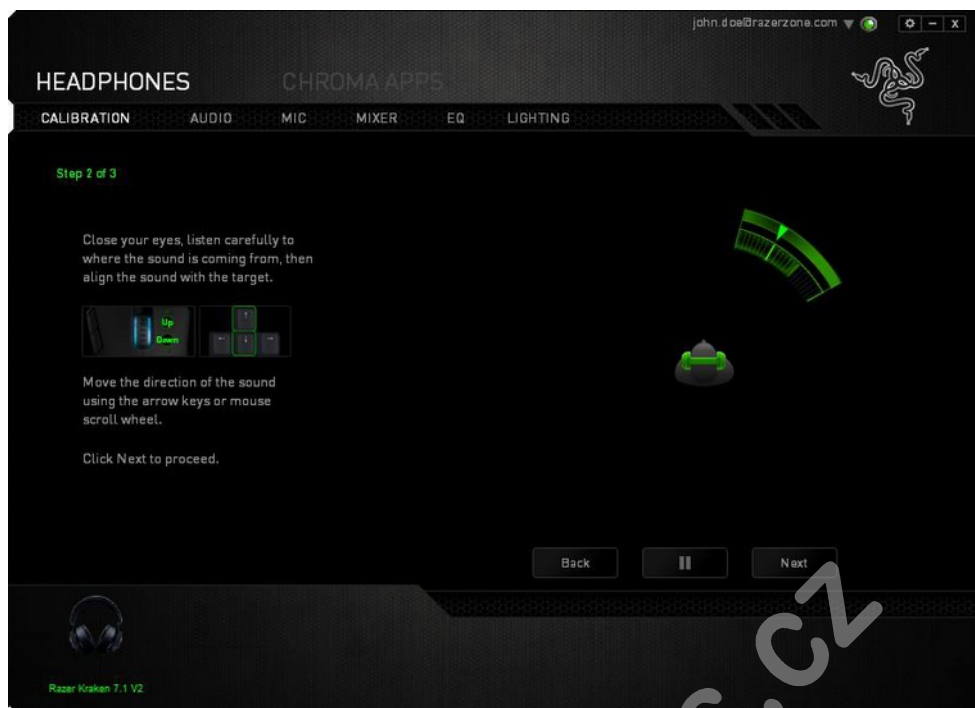 john.doe@razerzone.com
HEADPHONES CHROMA APPS
CALIBRATION AUDIO MIC MIXER EQ LIGHTING
Step 2 of 3
Close your eyes, listen carefully to
where the sound is coming from, then
align the sound with the target.
Up
Down
Move the direction of the sound
using the arrow keys or mouse
scroll wheel.
Click Next to proceed.
Back Next
Razer Kraken 7.1 V2
s.cz